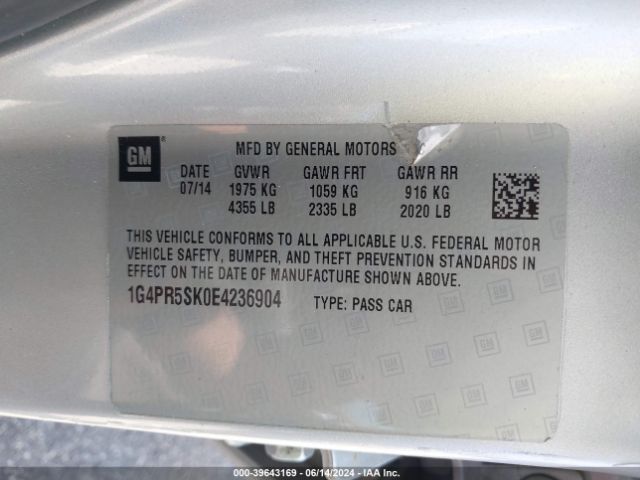 GM
®
MFD BY GENERAL MOTORS
DATE GVWR GAWR FRT GAWR RR
07/14 1975 KG 1059 KG 916 KG
4355 LB 2335 LB 2020 LB
THIS VEHICLE CONFORMS TO ALL APPLICABLE U.S. FEDERAL MOTOR
VEHICLE SAFETY, BUMPER, AND THEFT PREVENTION STANDARDS IN
EFFECT ON THE DATE OF MANUFACTURE SHOWN ABOVE.
1G4PR5SK0E4236904 TYPE: PASS CAR
000-39643169 - 06/14/2024 - IAA Inc.